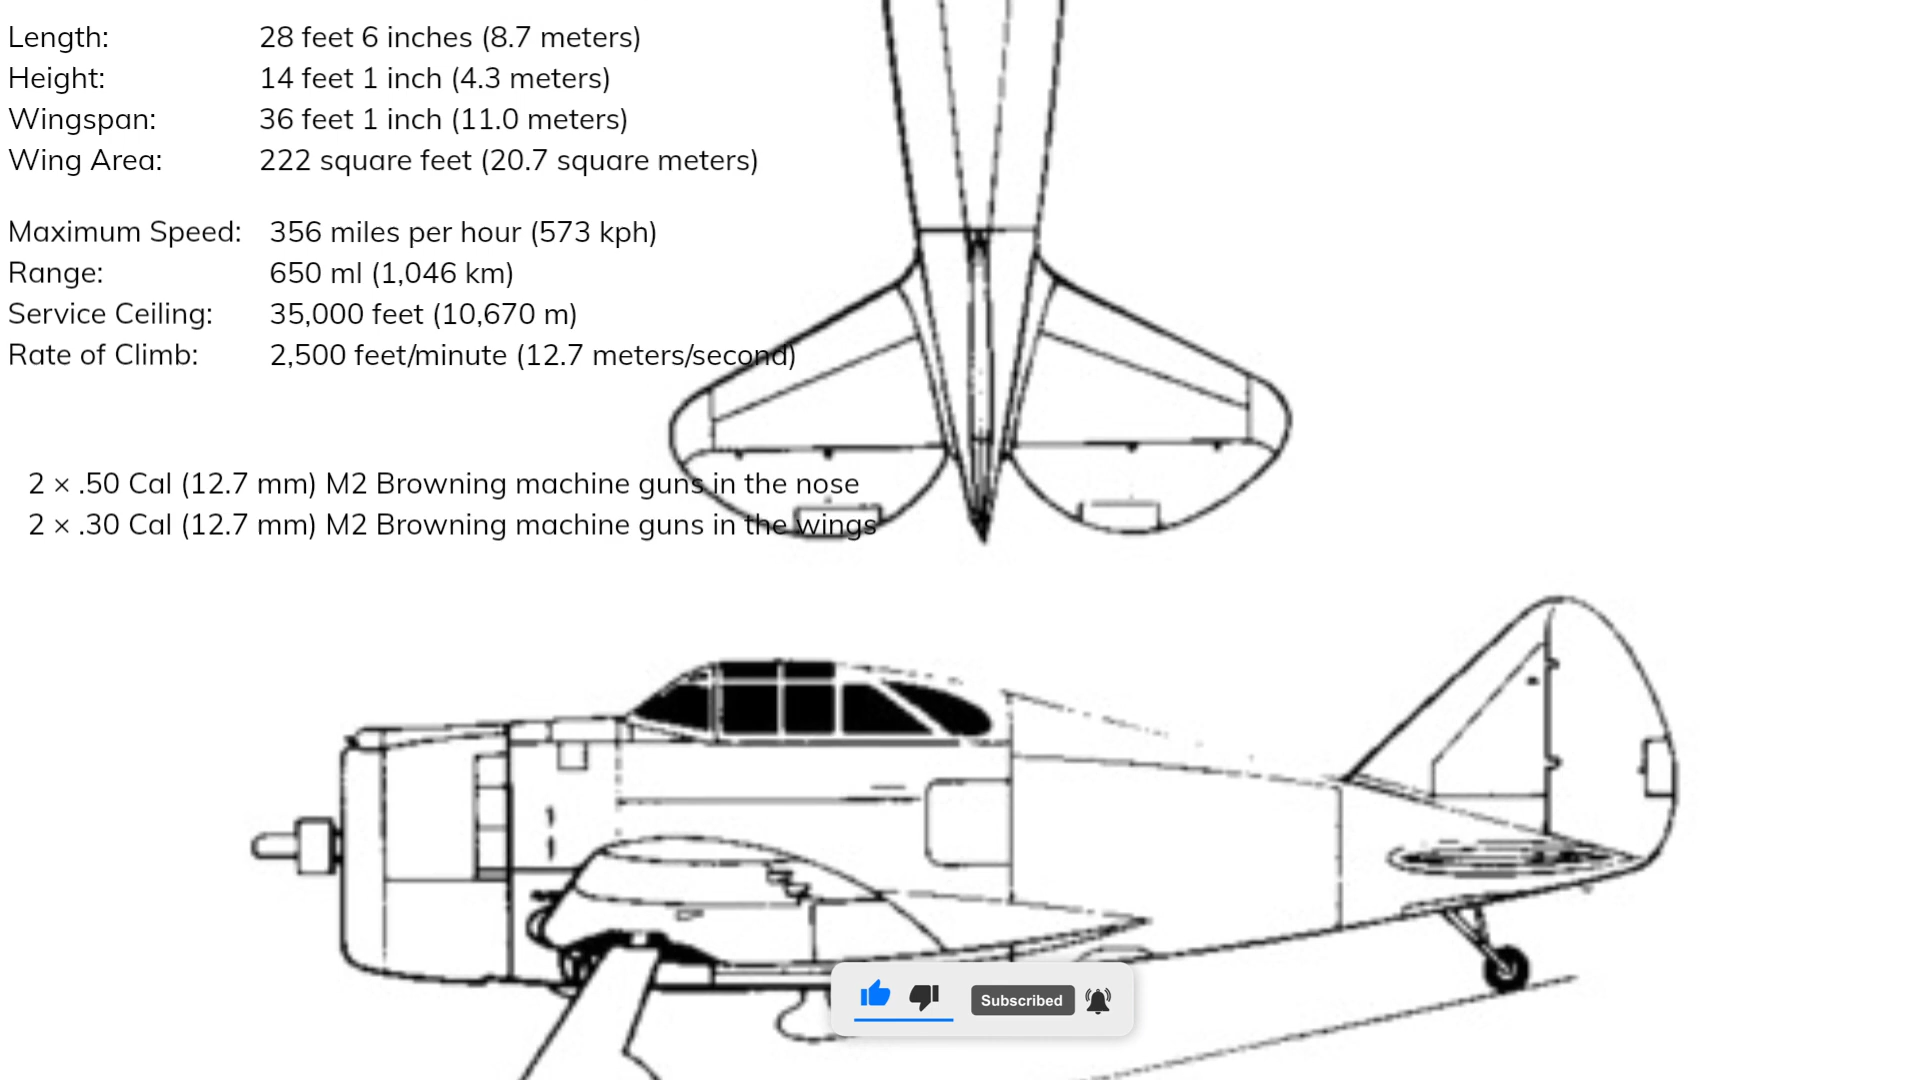 Length: 28 feet 6 inches (8.7 meters)
Height: 14 feet 1 inch (4.3 meters)
Wingspan: 36 feet 1 inch (11.0 meters)
Wing Area: 222 square feet (20.7 square meters)
Maximum Speed: 356 miles per hour (573 kph)
Range: 650 ml (1,046 km)
Service Ceiling: 35,000 feet (10,670 m)
Rate of Climb: 2,500 feet/minute (12.7 meters/second)
2 × .50 Cal (12.7 mm) M2 Browning machine guns in the nose
2 × .30 Cal (12.7 mm) M2 Browning machine guns in the wings
Subscribed